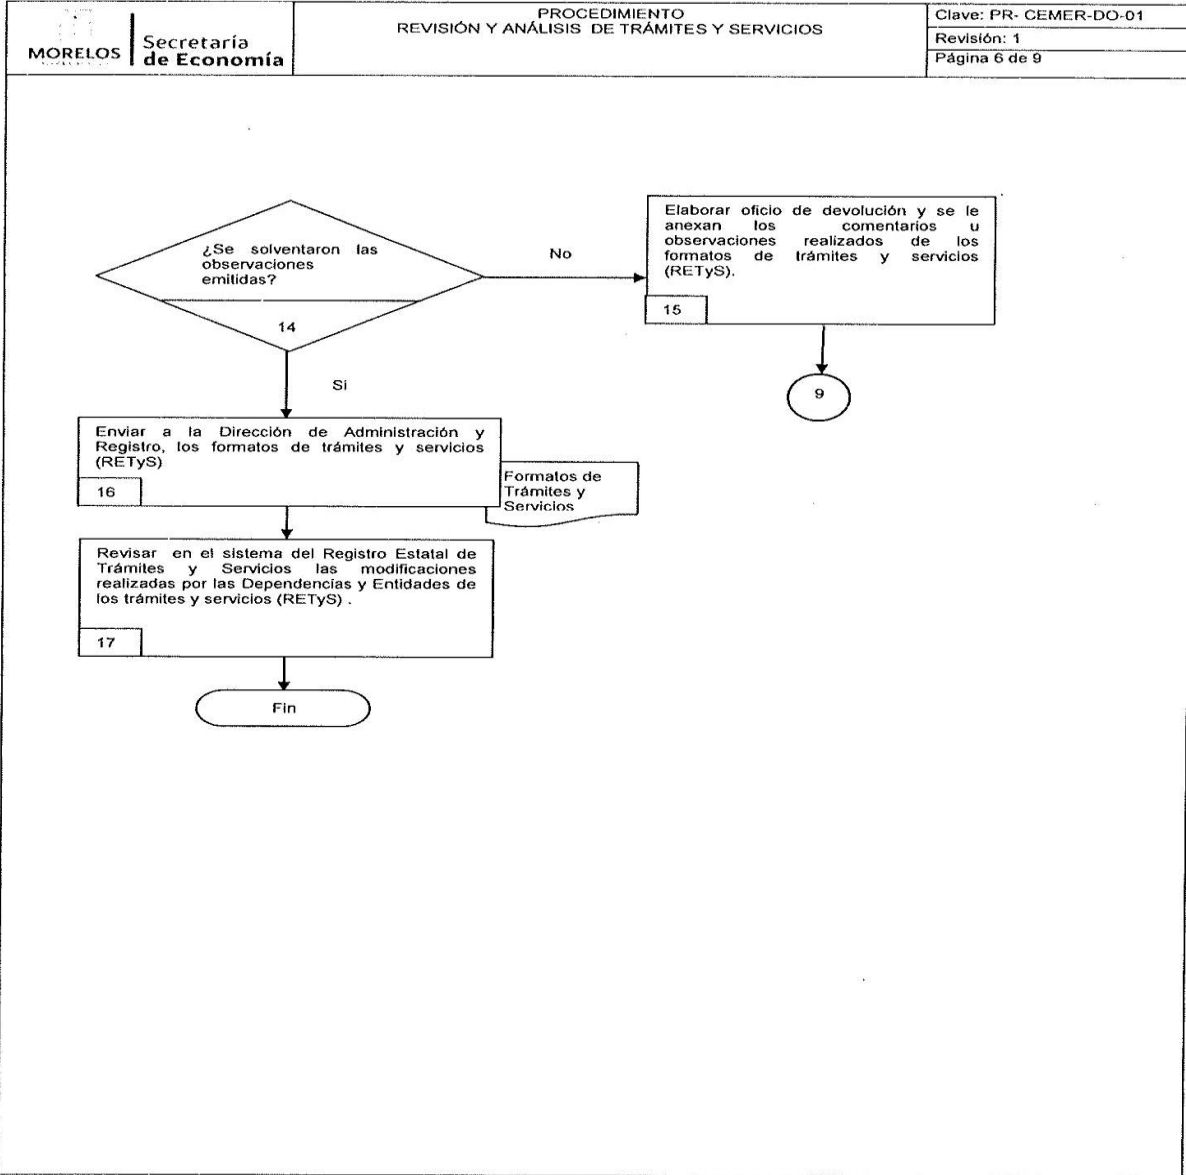 MORELOS
Secretaría
de Economía
PROCEDIMIENTO
REVISIÓN Y ANÁLISIS DE TRÁMITES Y SERVICIOS
Clave: PR- CEMER-DO-01
Revisión: 1
Página 6 de 9
¿Se solventaron las
observaciones
emitidas?
14
No
Elaborar oficio de devolución y se le
anexan los comentarios u
observaciones realizados de los
formatos de trámites y servicios
(RETyS).
15
9
Si
Enviar a la Dirección de Administración y
Registro, los formatos de trámites y servicios
(RETyS)
16
Formatos de
Trámites y
Servicios
Revisar en el sistema del Registro Estatal de
Trámites y Servicios las modificaciones
realizadas por las Dependencias y Entidades de
los trámites y servicios (RETyS) .
17
Fin